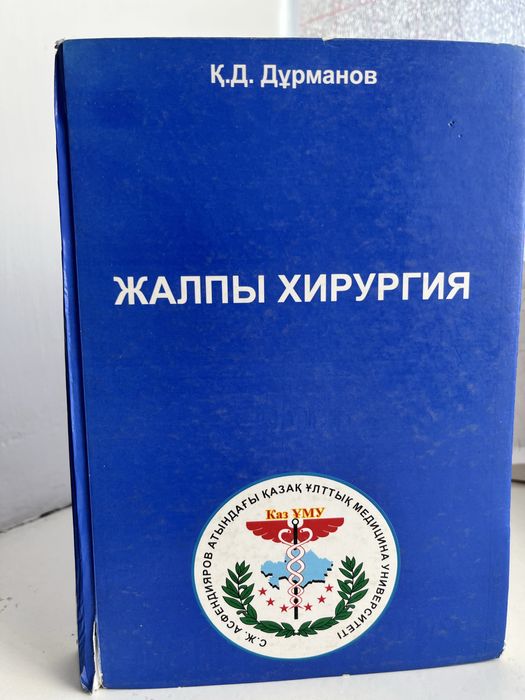 Қ.Д. Дұрманов
ЖАЛПЫ ХИРУРГИЯ
С.Ж. АСФЕНДИЯРОВ АТЫНДАҒЫ ҚАЗАҚ ҰЛТТЫҚ МЕДИЦИНА УНИВЕРСИТЕТІ
Каз ҰМУ